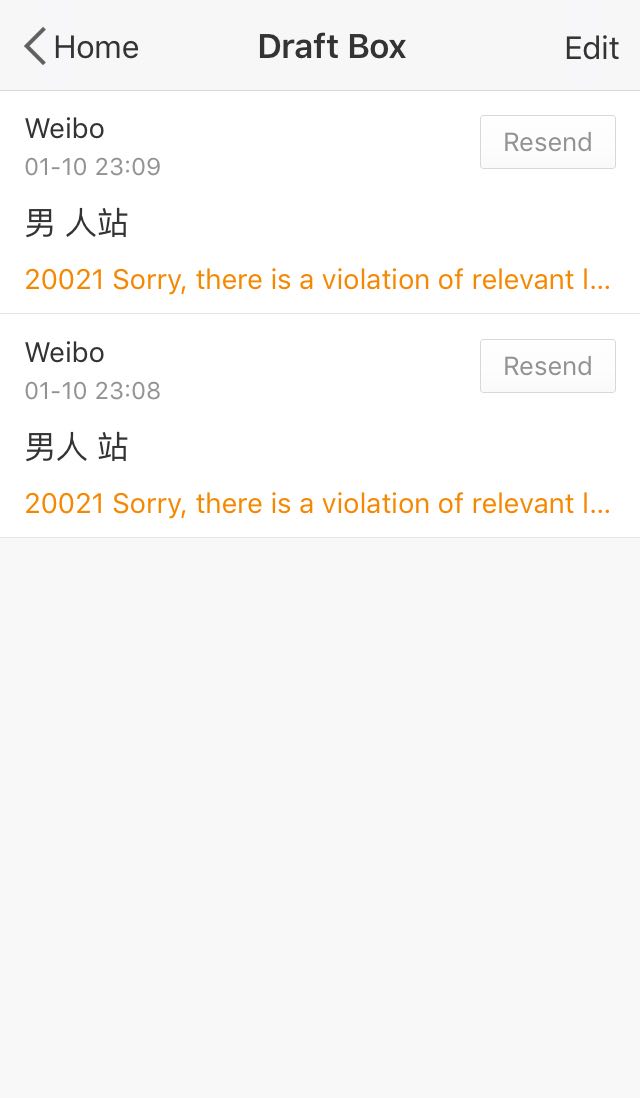 Home Draft Box Edit
Weibo
Resend
01-10 23:09
男 人站
20021 Sorry, there is a violation of relevant l...
Weibo
Resend
01-10 23:08
男人 站
20021 Sorry, there is a violation of relevant l...